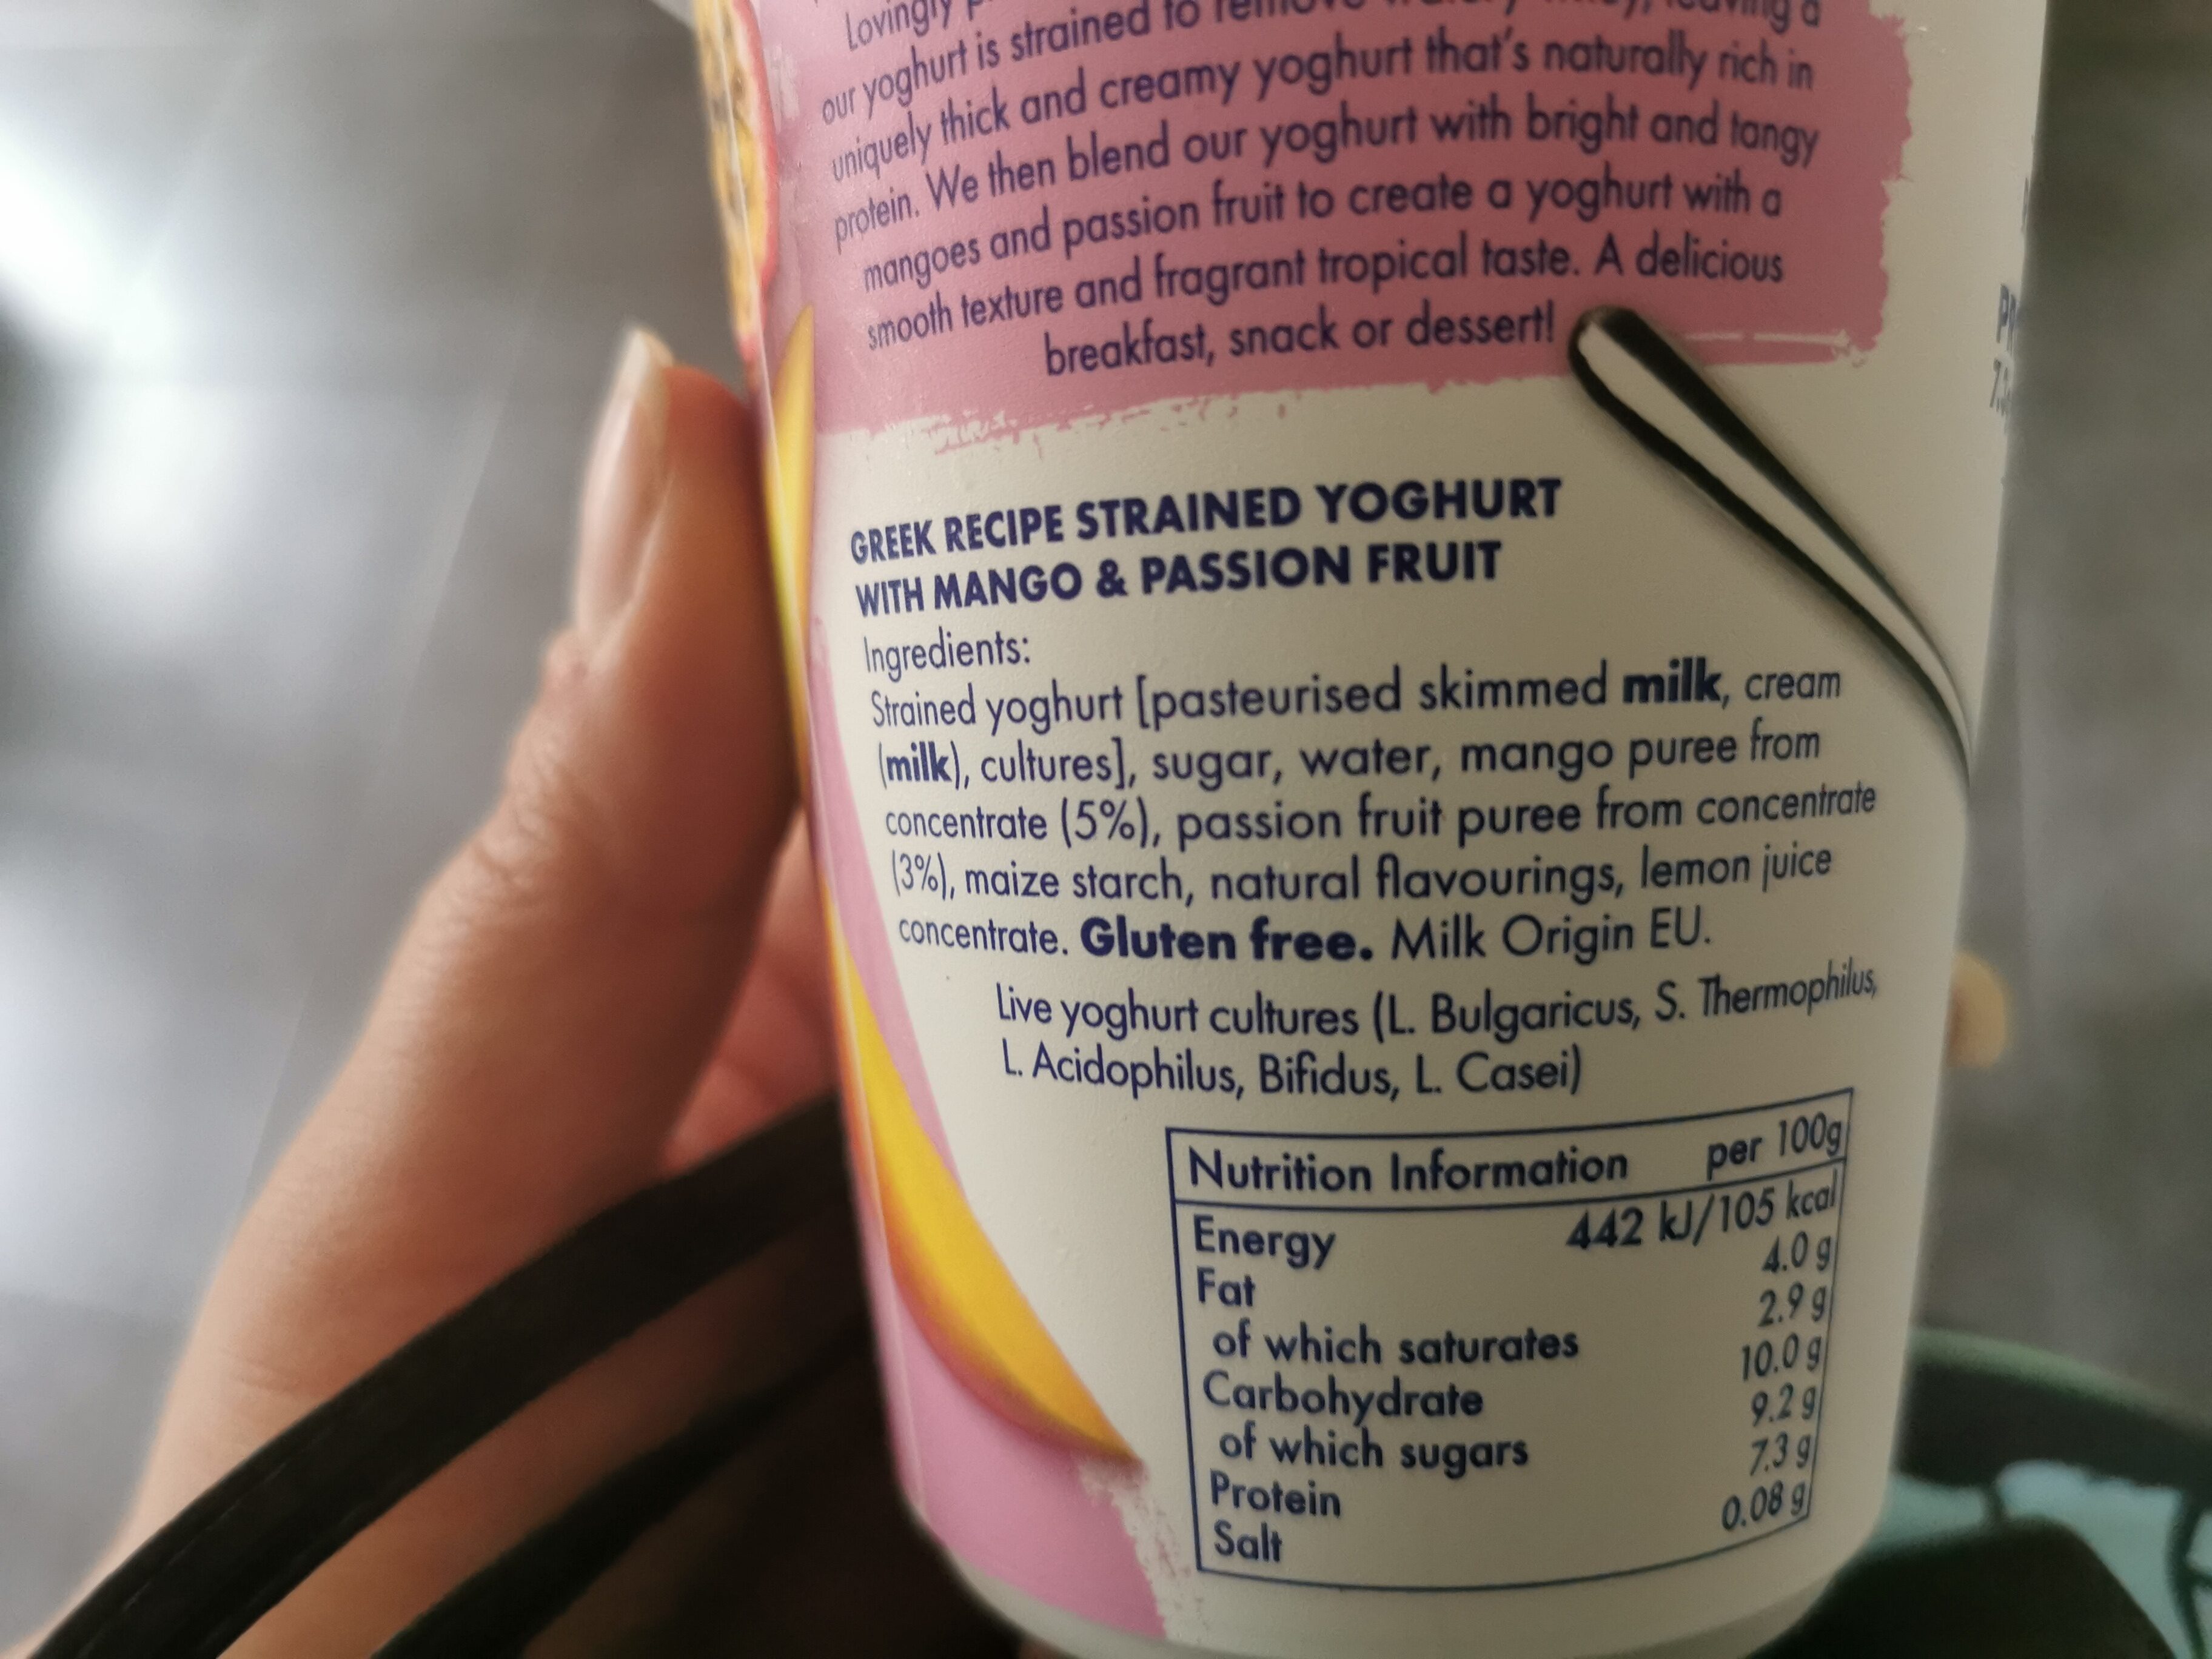 Lovingly
our yoghurt is strained to remove watery whey, leaving a
uniquely thick and creamy yoghurt that's naturally rich in
protein. We then blend our yoghurt with bright and tangy
mangoes and passion fruit to create a yoghurt with a
smooth texture and fragrant tropical taste. A delicious
breakfast, snack or dessert!
GREEK RECIPE STRAINED YOGHURT
WITH MANGO & PASSION FRUIT
Ingredients:
Strained yoghurt [pasteurised skimmed milk, cream
(milk), cultures], sugar, water, mango puree from
concentrate (5%), passion fruit puree from concentrate
(3%), maize starch, natural flavourings, lemon juice
concentrate. Gluten free. Milk Origin EU.
Live yoghurt cultures (L. Bulgaricus, S. Thermophilus,
L. Acidophilus, Bifidus, L. Casei)
Nutrition Information per 100g
Energy 442 kJ/105 kcal
Fat 4.0 g
of which saturates 2.9 g
Carbohydrate 10.0 g
of which sugars 9.2 g
Protein 7.3 g
Salt 0.08 g